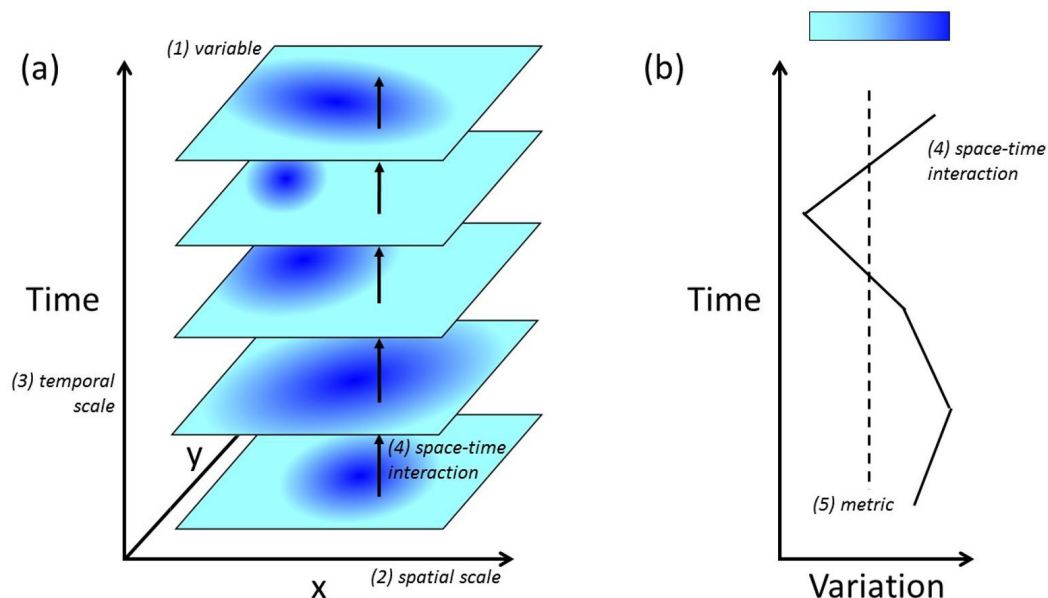 (a)
(1) variable
Time
(3) temporal
scale
y
(4) space-time
interaction
x
(2) spatial scale
(b)
(4) space-time
interaction
Time
(5) metric
Variation